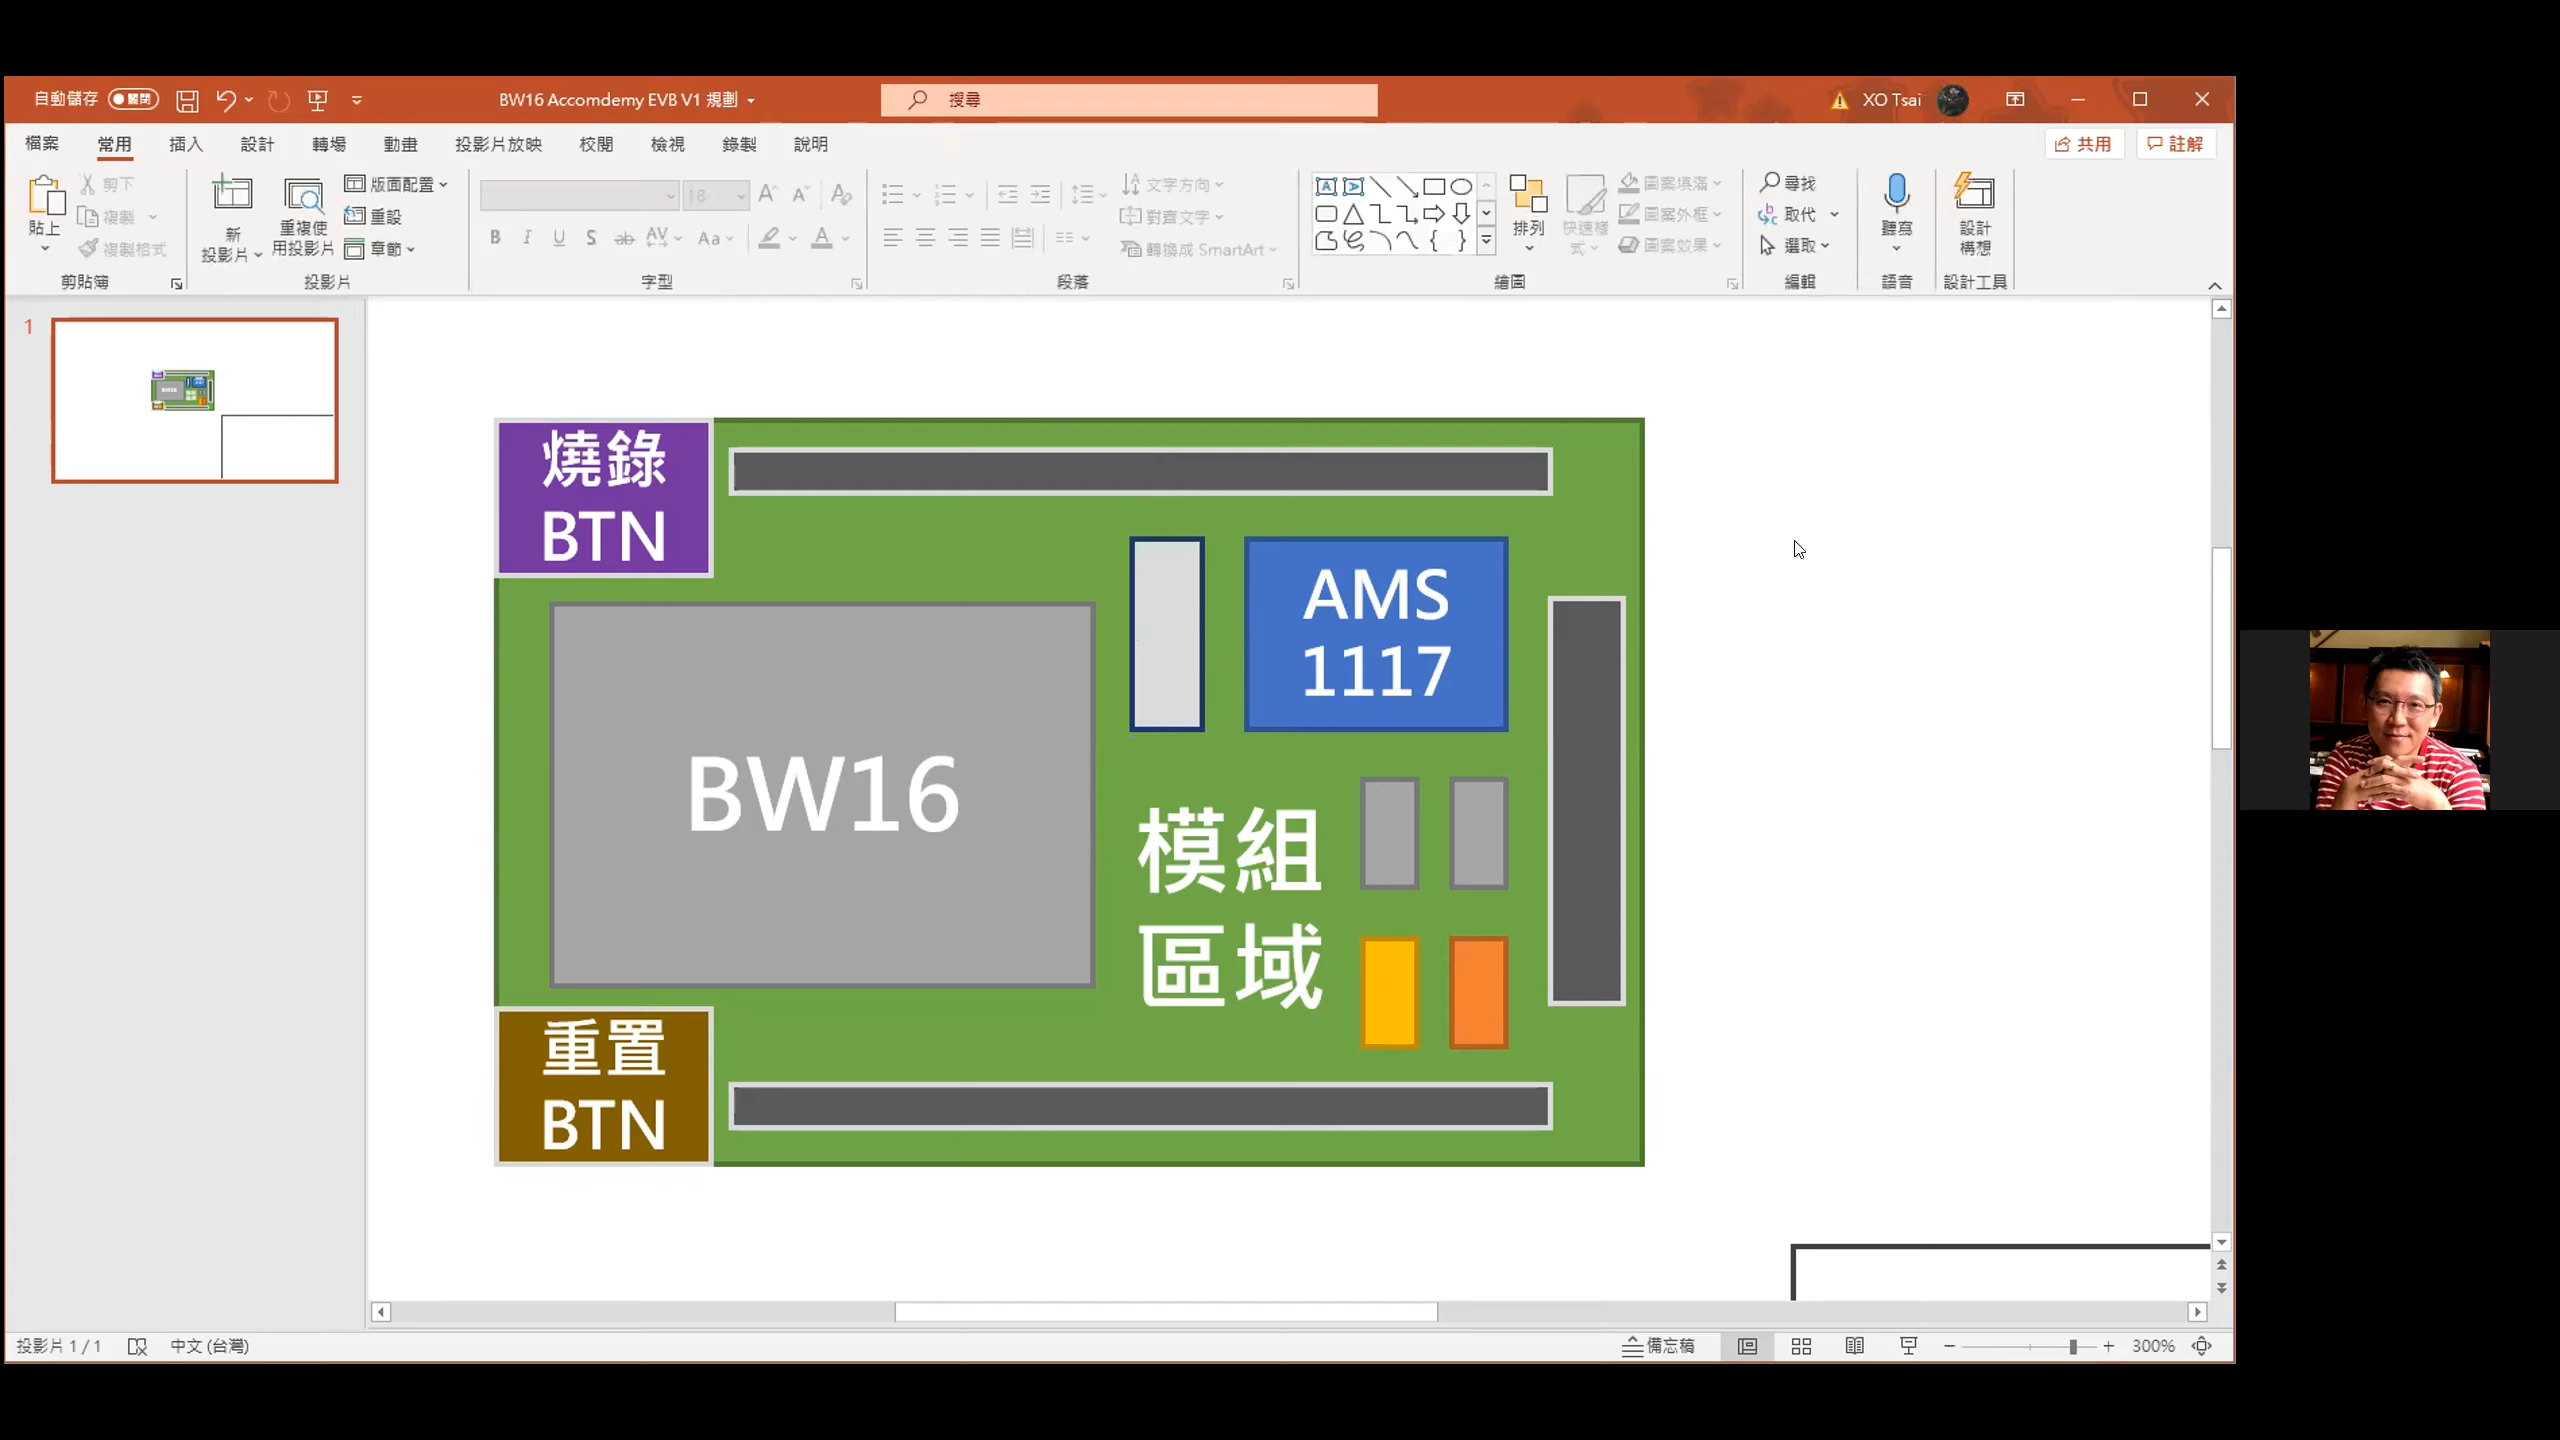 自動儲存 關閉 BW16 Accomdemy EVB V1 規劃 搜尋 XO Tsai
檔案 常用 插入 設計 轉場 動畫 投影片放映 校閱 檢視 錄製 說明 共用 註解
貼上 剪下 複製 複製格式 剪貼簿
新投影片 重複使用投影片 版面配置 重設 章節 投影片
18 B I U S ab AV Aa A 字型
文字方向 對齊文字 轉換成 SmartArt 段落
排列 快速樣式 圖案填滿 圖案外框 圖案效果 繪圖
尋找 取代 選取 編輯
聽寫 語音
設計構想 設計工具
1
燒錄
BTN
AMS
1117
BW16
模組
區域
重置
BTN
投影片 1 / 1 中文 (台灣) 備忘稿 300%